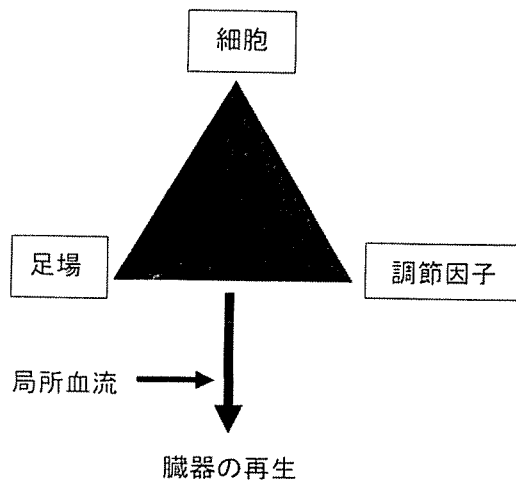 細胞
足場
調節因子
局所血流
臓器の再生